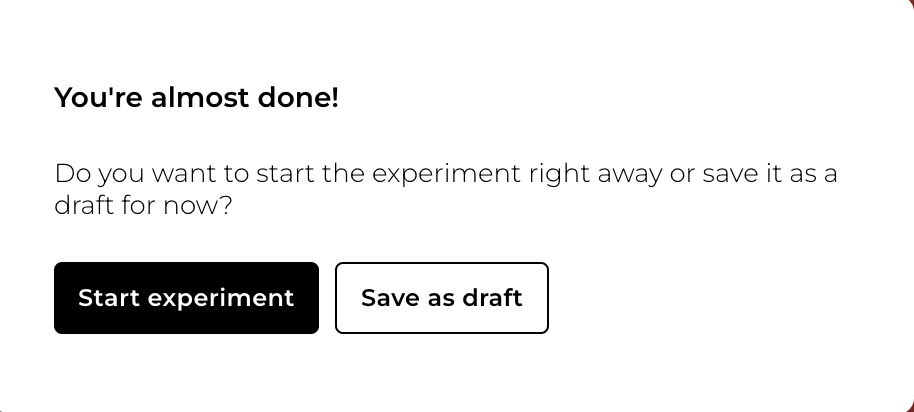 You're almost done!
Do you want to start the experiment right away or save it as a
draft for now?
Start experiment
Save as draft